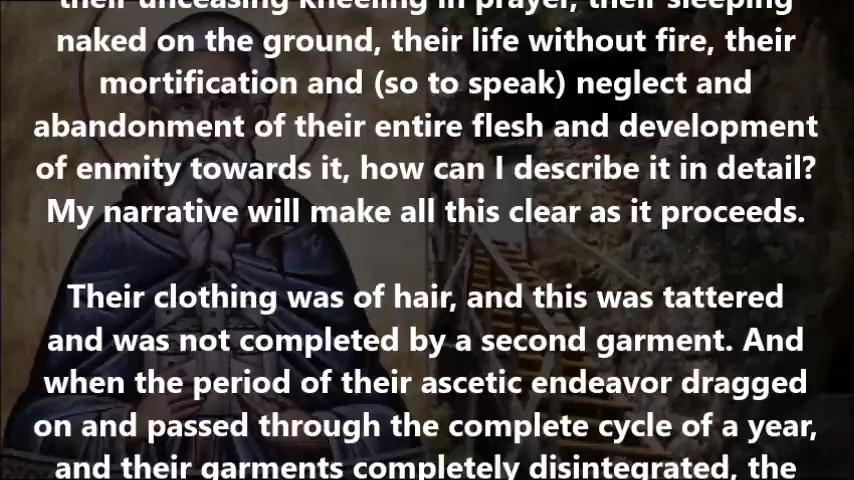 their unceasing kneeling in prayer, their sleeping
naked on the ground, their life without fire, their
mortification and (so to speak) neglect and
abandonment of their entire flesh and development
of enmity towards it, how can I describe it in detail?
My narrative will make all this clear as it proceeds.
Their clothing was of hair, and this was tattered
and was not completed by a second garment. And
when the period of their ascetic endeavor dragged
on and passed through the complete cycle of a year,
and their garments completely disintegrated, the